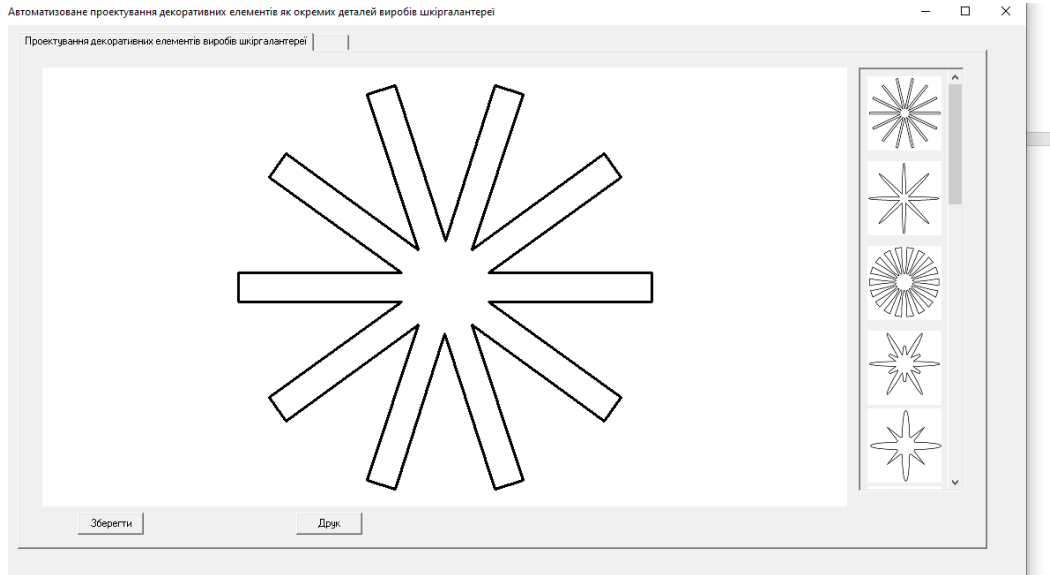 Автоматизоване проектування декоративних елементів як окремих деталей виробів шкіргалантереї
Проектування декоративних елементів виробів шкіргалантереї
Зберегти
Друк